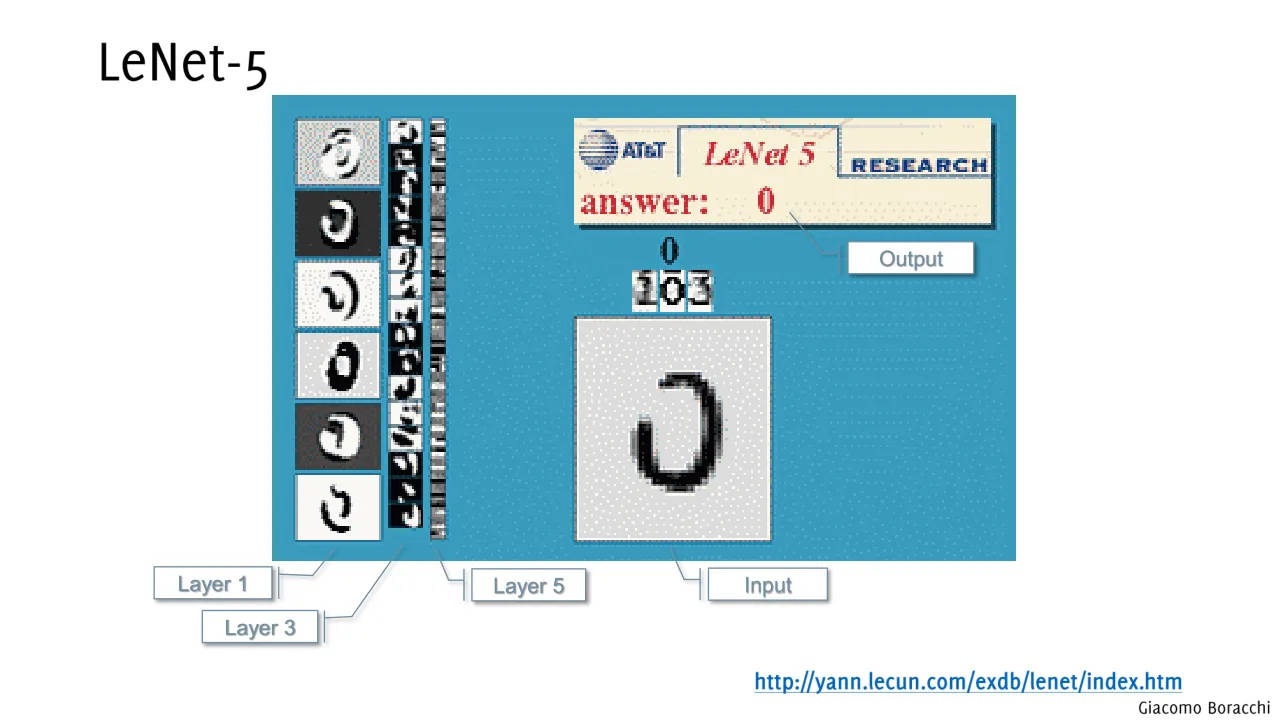 LeNet-5
AT&T
LeNet 5
RESEARCH
answer: 0
Output
0
103
Layer 1
Layer 3
Layer 5
Input
http://yann.lecun.com/exdb/lenet/index.htm
Giacomo Boracchi